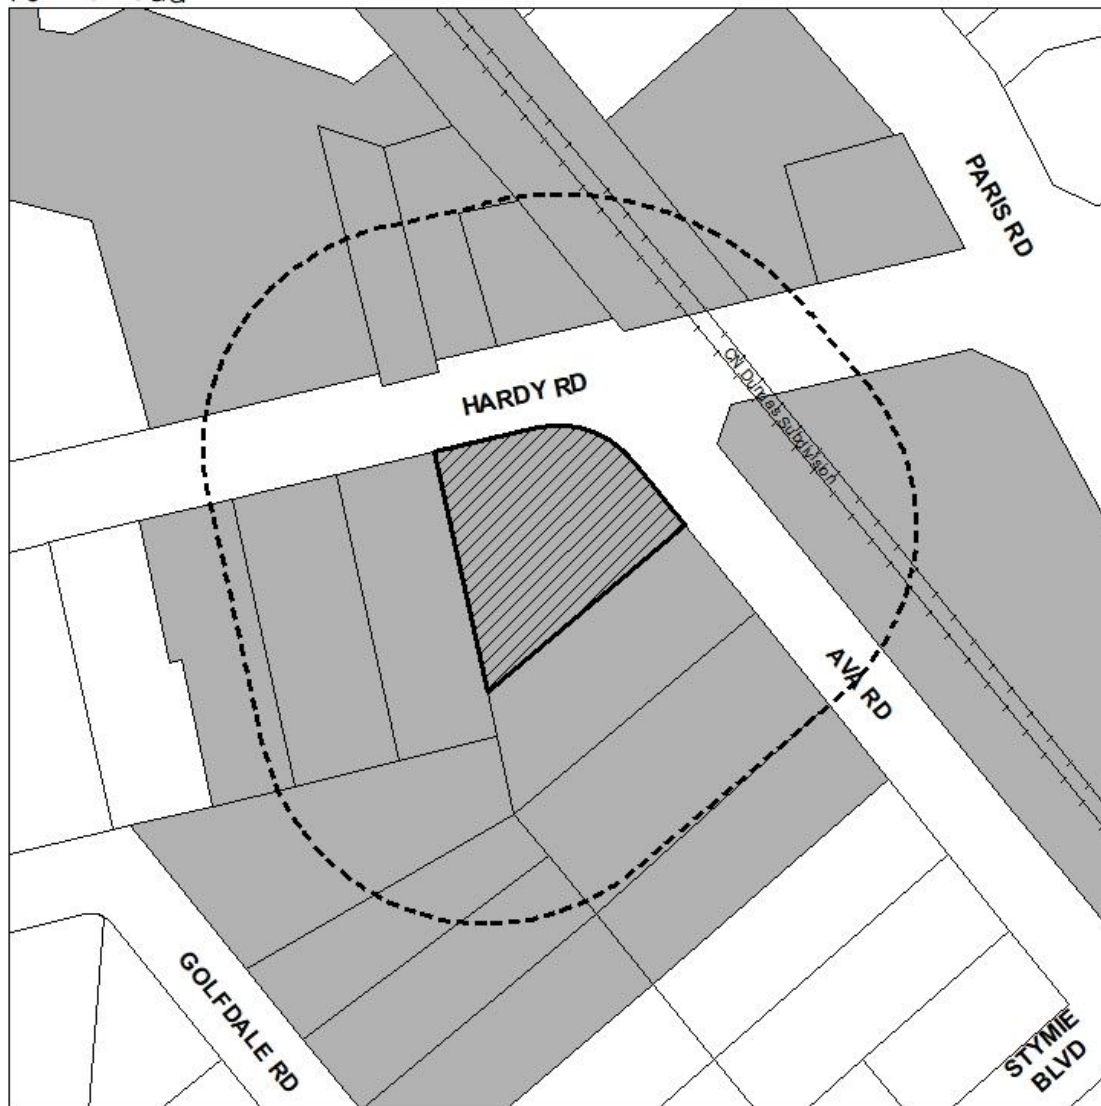 PARIS RD
HARDY RD
CN Dundas Subdivision
AVA RD
GOLFDALE RD
STYMIE
BLVD